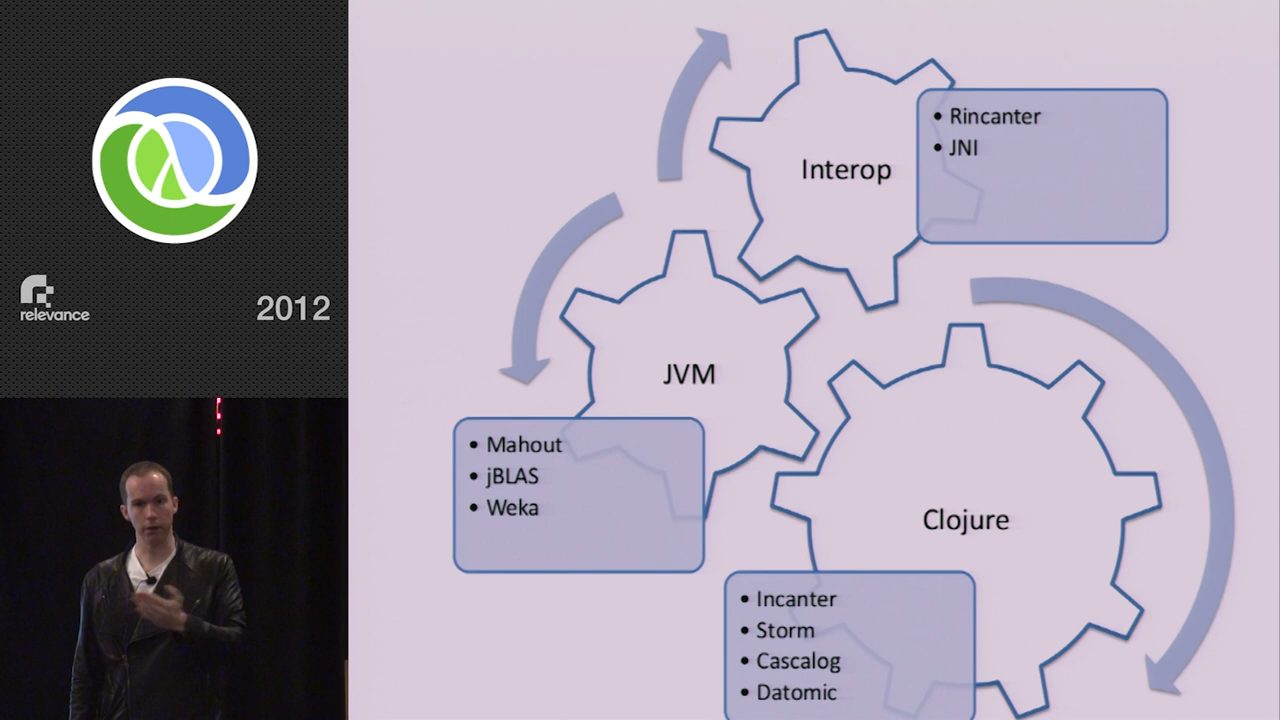 relevance
2012
Interop
• Rincanter
• JNI
JVM
• Mahout
• jBLAS
• Weka
Clojure
• Incanter
• Storm
• Cascalog
• Datomic